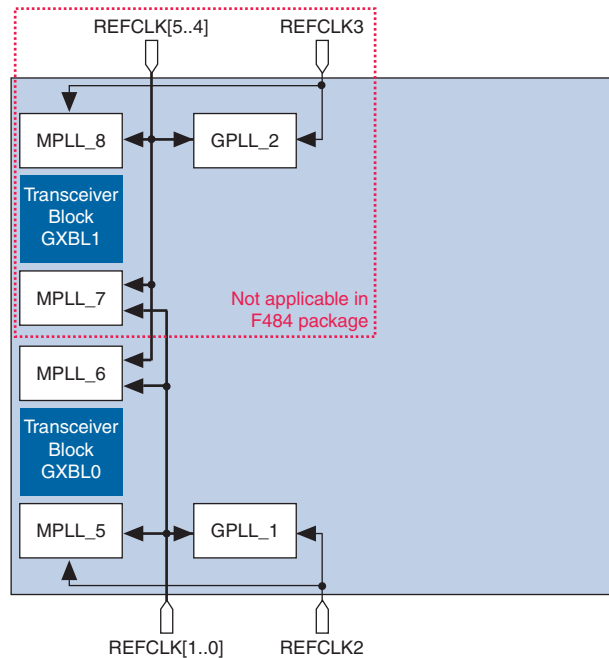 REFCLK[5..4]
REFCLK3
MPLL_8
GPLL_2
Transceiver
Block
GXBL1
MPLL_7
Not applicable in
F484 package
MPLL_6
Transceiver
Block
GXBL0
MPLL_5
GPLL_1
REFCLK[1..0]
REFCLK2